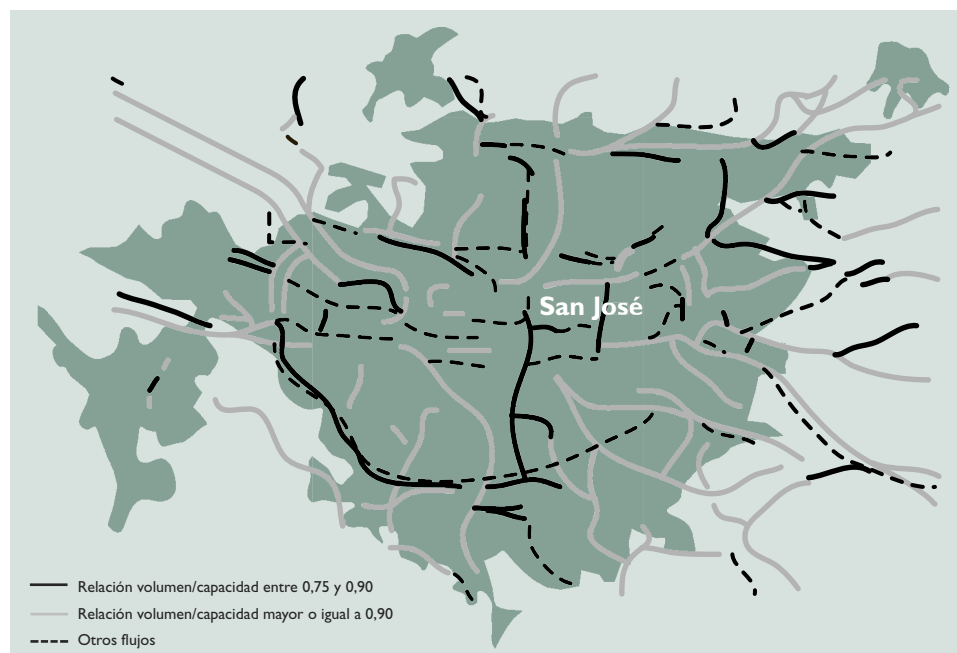 San José
Relación volumen/capacidad entre 0,75 y 0,90
Relación volumen/capacidad mayor o igual a 0,90
Otros flujos